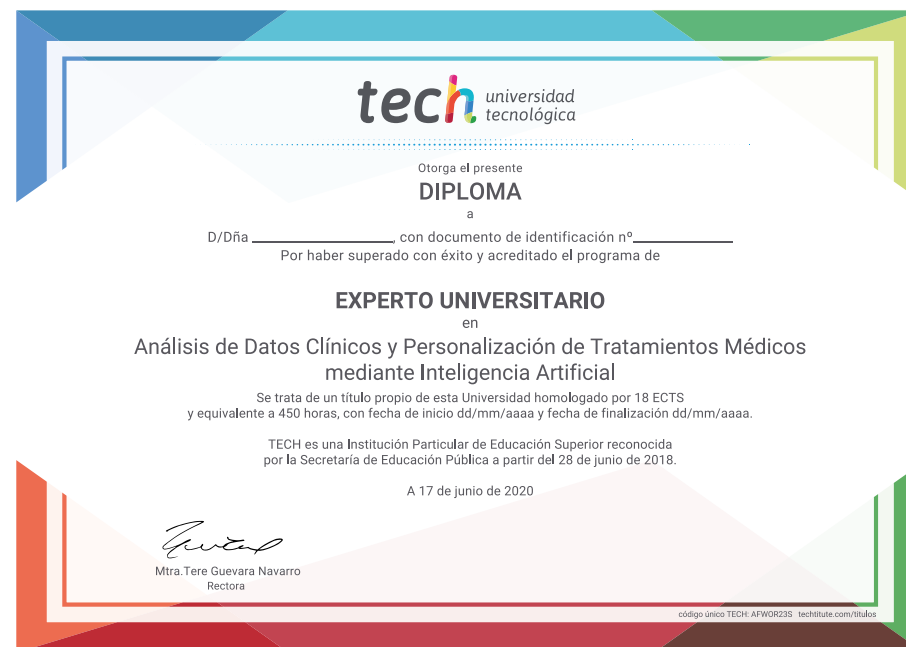 tech universidad
tecnológica
Otorga el presente
DIPLOMA
a
D/Dña ____________________, con documento de identificación nº______________
Por haber superado con éxito y acreditado el programa de
EXPERTO UNIVERSITARIO
en
Análisis de Datos Clínicos y Personalización de Tratamientos Médicos
mediante Inteligencia Artificial
Se trata de un título propio de esta Universidad homologado por 18 ECTS
y equivalente a 450 horas, con fecha de inicio dd/mm/aaaa y fecha de finalización dd/mm/aaaa.
TECH es una Institución Particular de Educación Superior reconocida
por la Secretaría de Educación Pública a partir del 28 de junio de 2018.
A 17 de junio de 2020
Mtra.Tere Guevara Navarro
Rectora
código único TECH: AFWOR23S techtitute.com/titulos